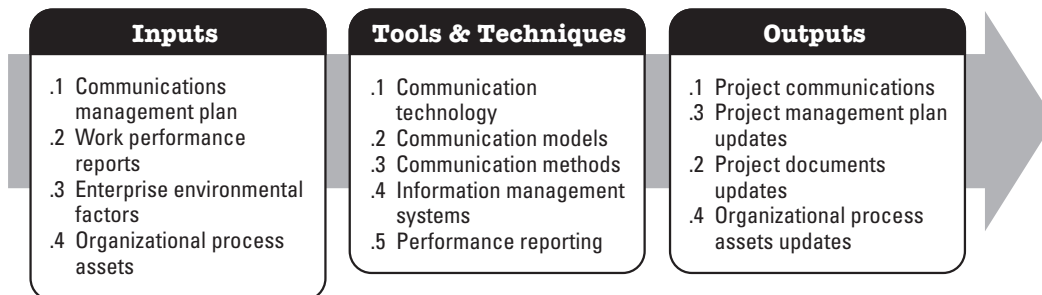 Inputs
.1 Communications
management plan
.2 Work performance
reports
.3 Enterprise environmental
factors
.4 Organizational process
assets
Tools & Techniques
.1 Communication
technology
.2 Communication models
.3 Communication methods
.4 Information management
systems
.5 Performance reporting
Outputs
.1 Project communications
.3 Project management plan
updates
.2 Project documents
updates
.4 Organizational process
assets updates